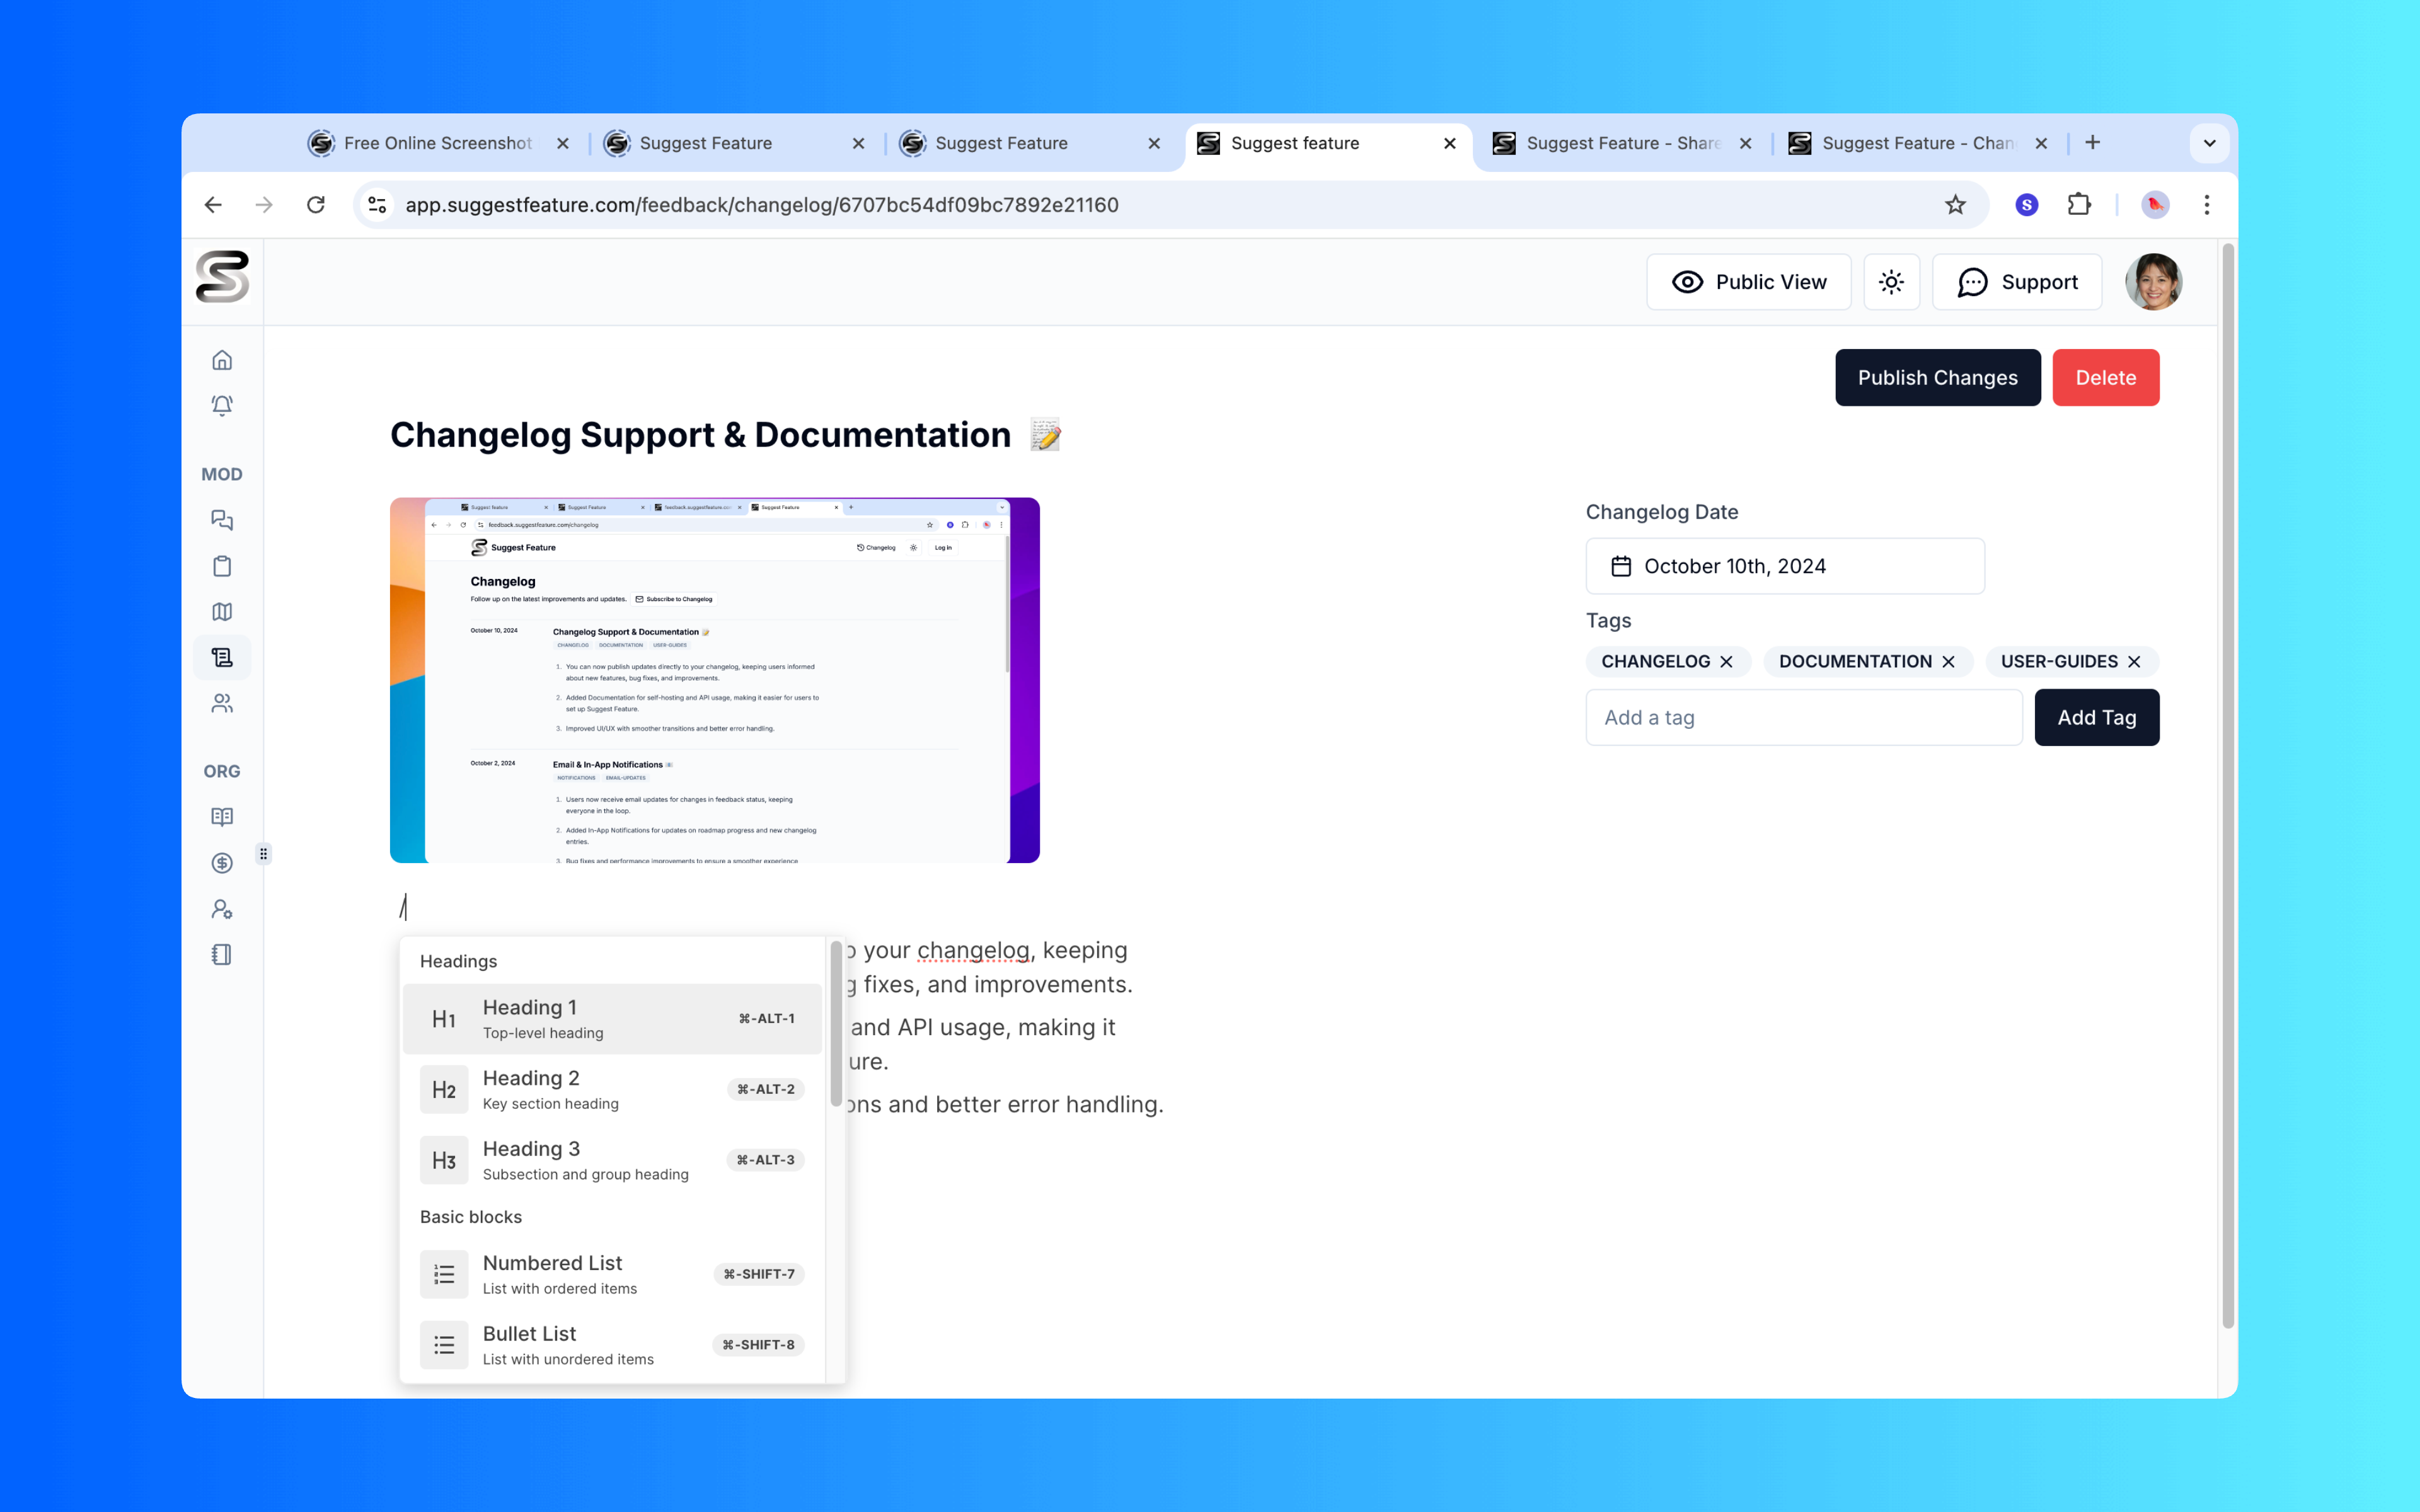 Free Online Screenshot
Suggest Feature
Suggest Feature
Suggest feature
Suggest Feature - Share
Suggest Feature - Chan
app.suggestfeature.com/feedback/changelog/6707bc54df09bc7892e21160
S
Public View
Support
Publish Changes
Delete
MOD
ORG
Changelog Support & Documentation 📝
Suggest feature
Suggest Feature
feedback.suggestfeature.com
Suggest Feature
feedback.suggestfeature.com/changelog
Suggest Feature
Changelog
Log in
Changelog
Follow up on the latest improvements and updates.
Subscribe to Changelog
October 10, 2024
Changelog Support & Documentation 📝
CHANGELOG
DOCUMENTATION
USER-GUIDES
1. You can now publish updates directly to your changelog, keeping users informed
about new features, bug fixes, and improvements.
2. Added Documentation for self-hosting and API usage, making it easier for users to
set up Suggest Feature.
3. Improved UI/UX with smoother transitions and better error handling.
October 2, 2024
Email & In-App Notifications
NOTIFICATIONS
EMAIL-UPDATES
1. Users now receive email updates for changes in feedback status, keeping
everyone in the loop.
2. Added In-App Notifications for updates on roadmap progress and new changelog
entries.
3. Bug fixes and performance improvements to ensure a smoother experience
Changelog Date
October 10th, 2024
Tags
CHANGELOG
DOCUMENTATION
USER-GUIDES
Add a tag
Add Tag
/
your changelog, keeping
fixes, and improvements.
and API usage, making it
ure.
ons and better error handling.
Headings
H1
Heading 1
⌘-ALT-1
Top-level heading
H2
Heading 2
⌘-ALT-2
Key section heading
H3
Heading 3
⌘-ALT-3
Subsection and group heading
Basic blocks
Numbered List
⌘-SHIFT-7
List with ordered items
Bullet List
⌘-SHIFT-8
List with unordered items